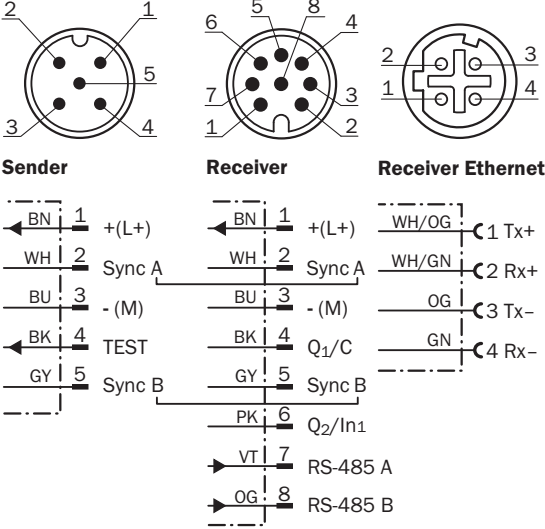 2 1
5
3 4
5 8
6 4
7 3
1 2
2 3
1 4
Sender
BN 1 +(L+)
WH 2 Sync A
BU 3 - (M)
BK 4 TEST
GY 5 Sync B
Receiver
BN 1 +(L+)
WH 2 Sync A
BU 3 - (M)
BK 4 Q1/C
GY 5 Sync B
PK 6 Q2/In1
VT 7 RS-485 A
OG 8 RS-485 B
Receiver Ethernet
WH/OG 1 Tx+
WH/GN 2 Rx+
OG 3 Tx–
GN 4 Rx–